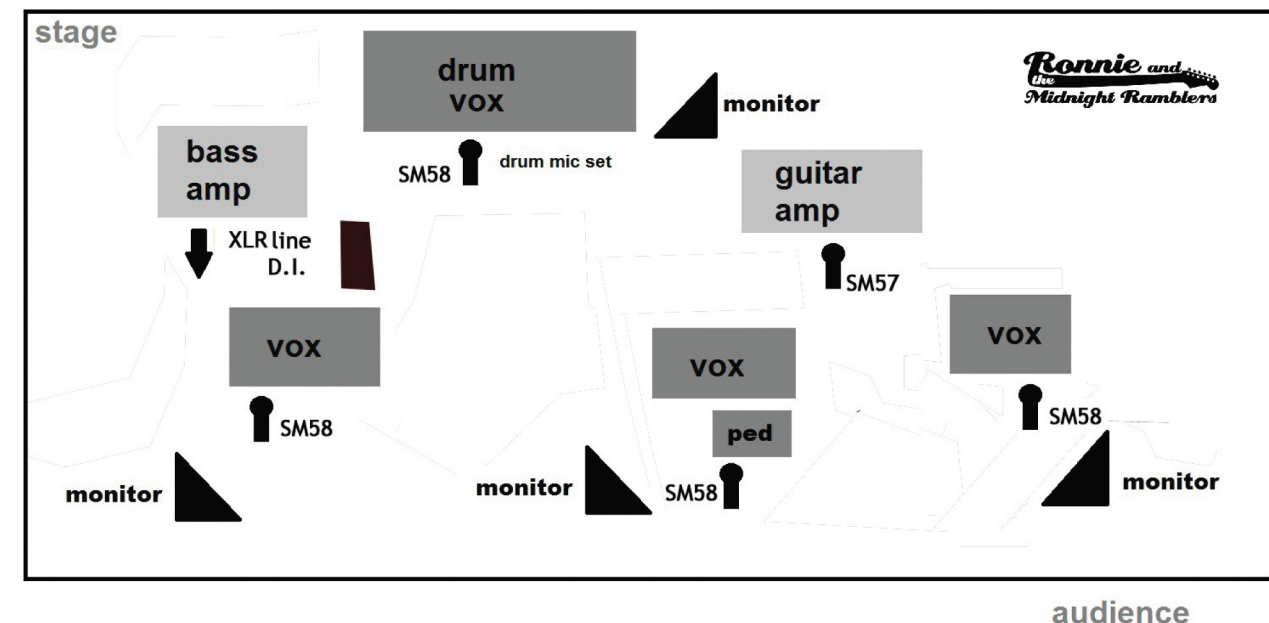 stage
drum
vox
monitor
Ronnie and
the
Midnight Ramblers
bass
amp
SM58
drum mic set
guitar
amp
XLR line
D.I.
SM57
vox
vox
vox
SM58
SM58
ped
monitor
monitor
SM58
monitor
audience